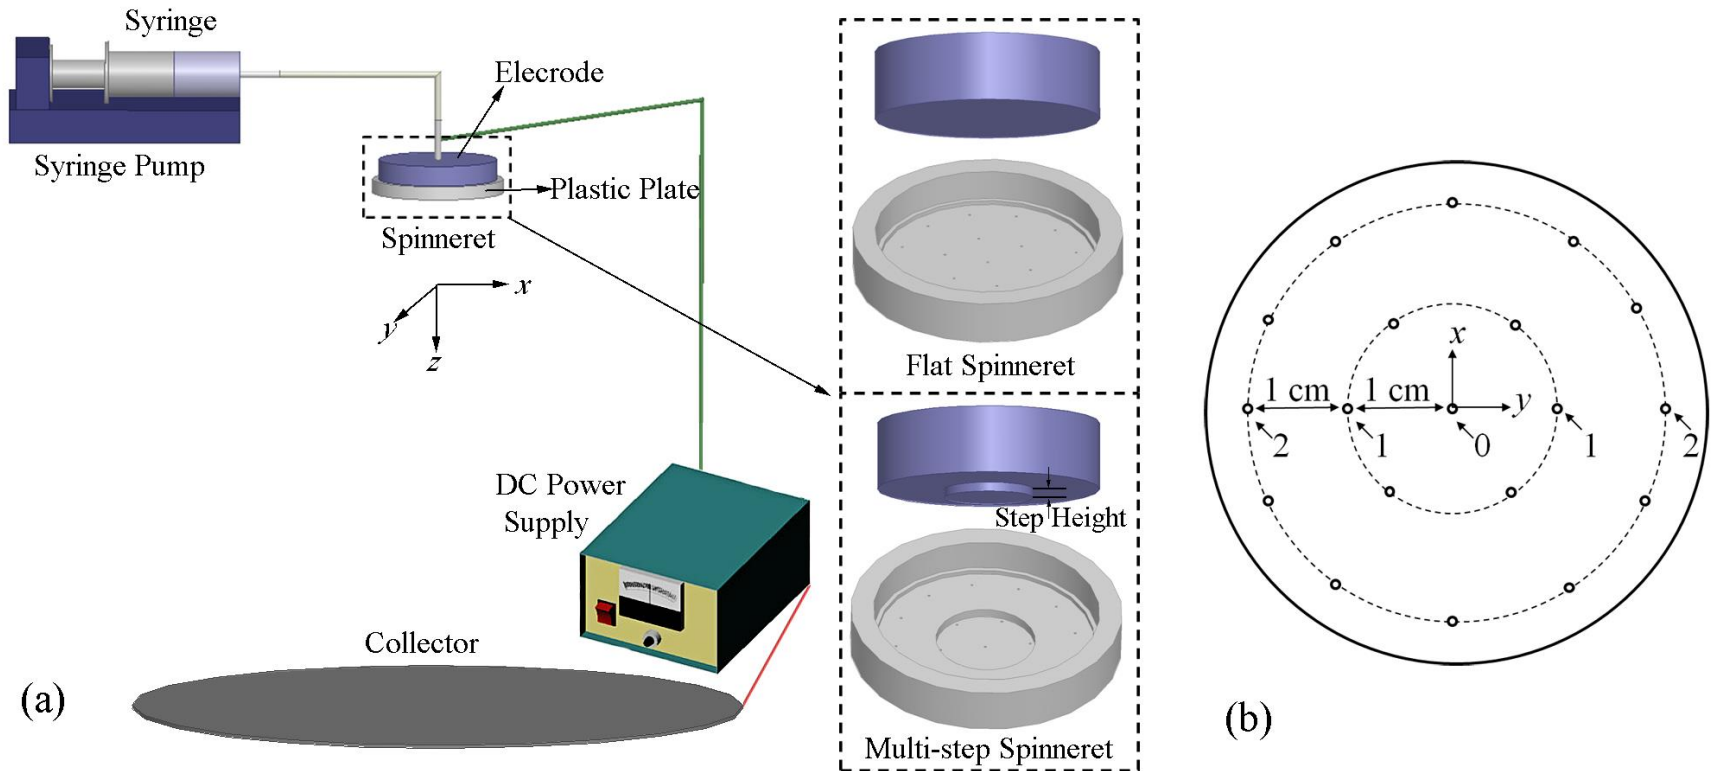 Syringe
Elecrode
Syringe Pump
Plastic Plate
Spinneret
x
y
z
DC Power
Supply
Collector
(a)
Flat Spinneret
Step Height
Multi-step Spinneret
x
1 cm
1 cm
y
2
1
0
1
2
(b)